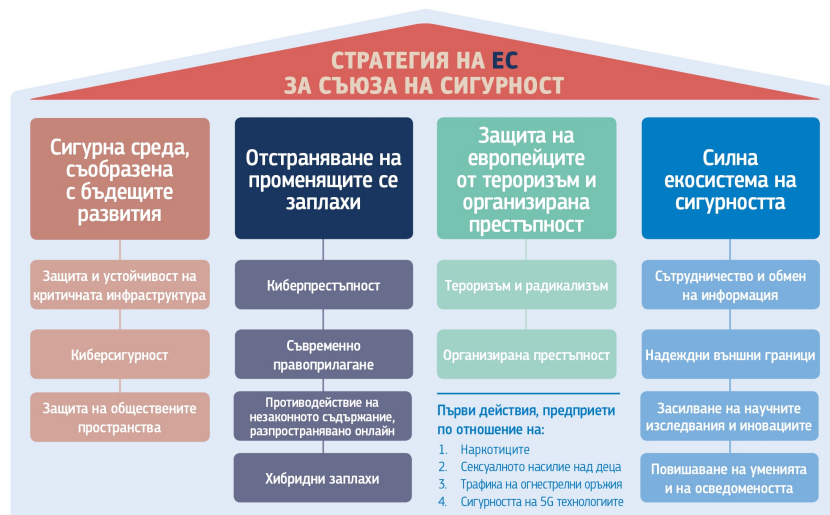 СТРАТЕГИЯ НА ЕС
ЗА СЪЮЗА НА СИГУРНОСТ
Сигурна среда,
съобразена
с бъдещите
развития
Защита и устойчивост на
критичната инфраструктура
Киберсигурност
Защита на обществените
пространства
Отстраняване на
променящите се
заплахи
Киберпрестъпност
Съвременно
правоприлагане
Противодействие на
незаконното съдържание,
разпространявано онлайн
Хибридни заплахи
Защита на
европейците
от тероризъм и
организирана
престъпност
Тероризъм и радикализъм
Организирана престъпност
Първи действия, предприети
по отношение на:
1. Наркотиците
2. Сексуалното насилие над деца
3. Трафика на огнестрелни оръжия
4. Сигурността на 5G технологиите
Силна
екосистема на
сигурността
Сътрудничество и обмен
на информация
Надеждни външни граници
Засилване на научните
изследвания и иновациите
Повишаване на уменията
и на осведомеността